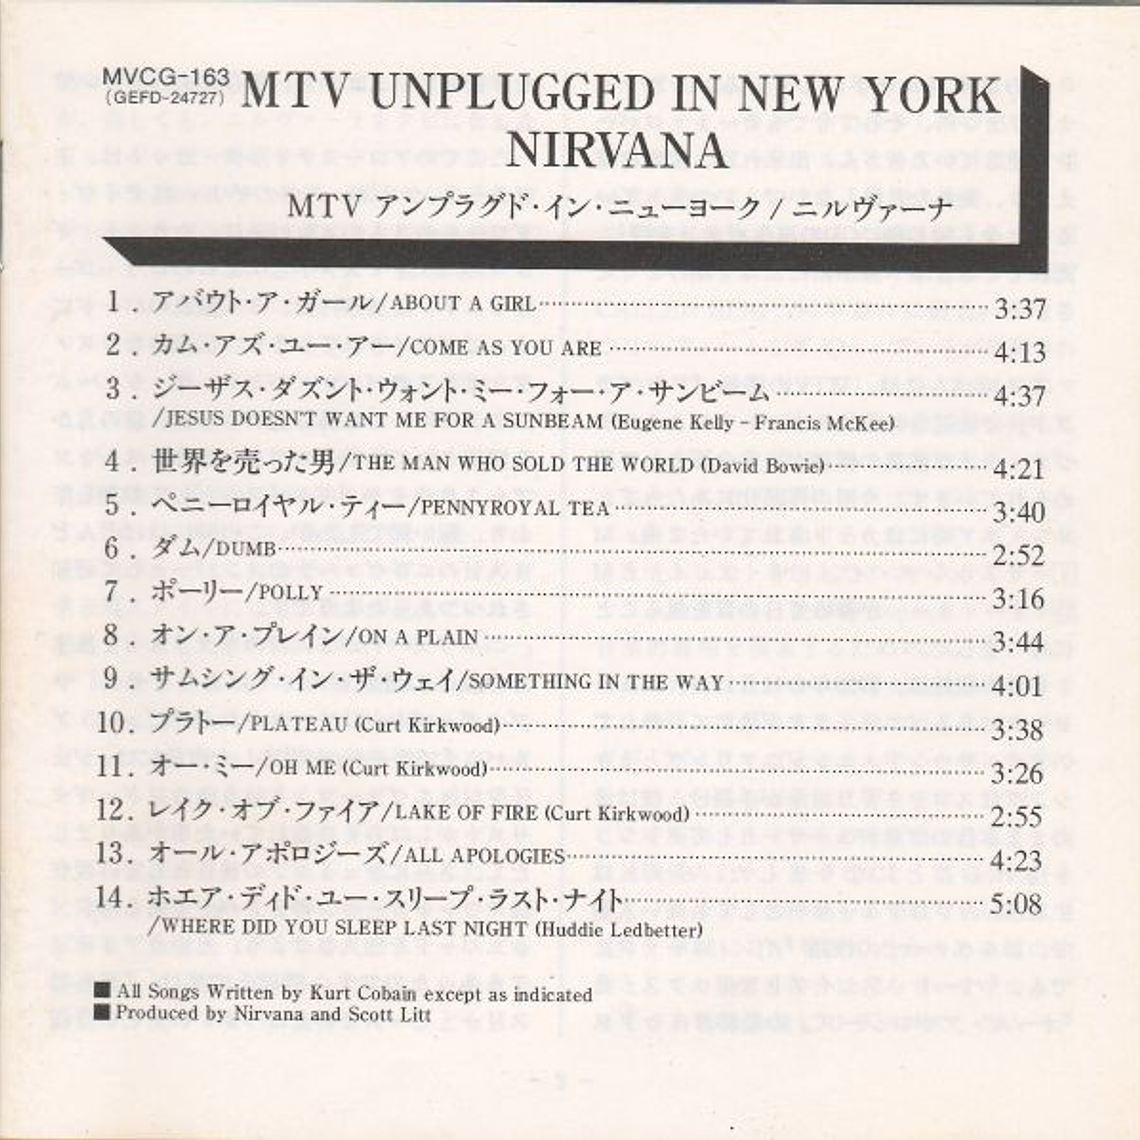 MVCG-163
(GEFD-24727)
MTV UNPLUGGED IN NEW YORK
NIRVANA
MTV アンプラグド・イン・ニューヨーク / ニルヴァーナ
1 . アバウト・ア・ガール/ABOUT A GIRL 3:37
2 . カム・アズ・ユー・アー/COME AS YOU ARE 4:13
3 . ジーザス・ダズント・ウォント・ミー・フォー・ア・サンビーム 4:37
/JESUS DOESN'T WANT ME FOR A SUNBEAM (Eugene Kelly - Francis McKee)
4 . 世界を売った男/THE MAN WHO SOLD THE WORLD (David Bowie) 4:21
5 . ペニーロイヤル・ティー/PENNYROYAL TEA 3:40
6 . ダム/DUMB 2:52
7 . ポーリー/POLLY 3:16
8 . オン・ア・プレイン/ON A PLAIN 3:44
9 . サムシング・イン・ザ・ウェイ/SOMETHING IN THE WAY 4:01
10. プラトー/PLATEAU (Curt Kirkwood) 3:38
11. オー・ミー/OH ME (Curt Kirkwood) 3:26
12. レイク・オブ・ファイア/LAKE OF FIRE (Curt Kirkwood) 2:55
13. オール・アポロジーズ/ALL APOLOGIES 4:23
14. ホエア・ディド・ユー・スリープ・ラスト・ナイト 5:08
/WHERE DID YOU SLEEP LAST NIGHT (Huddie Ledbetter)
■ All Songs Written by Kurt Cobain except as indicated
■ Produced by Nirvana and Scott Litt